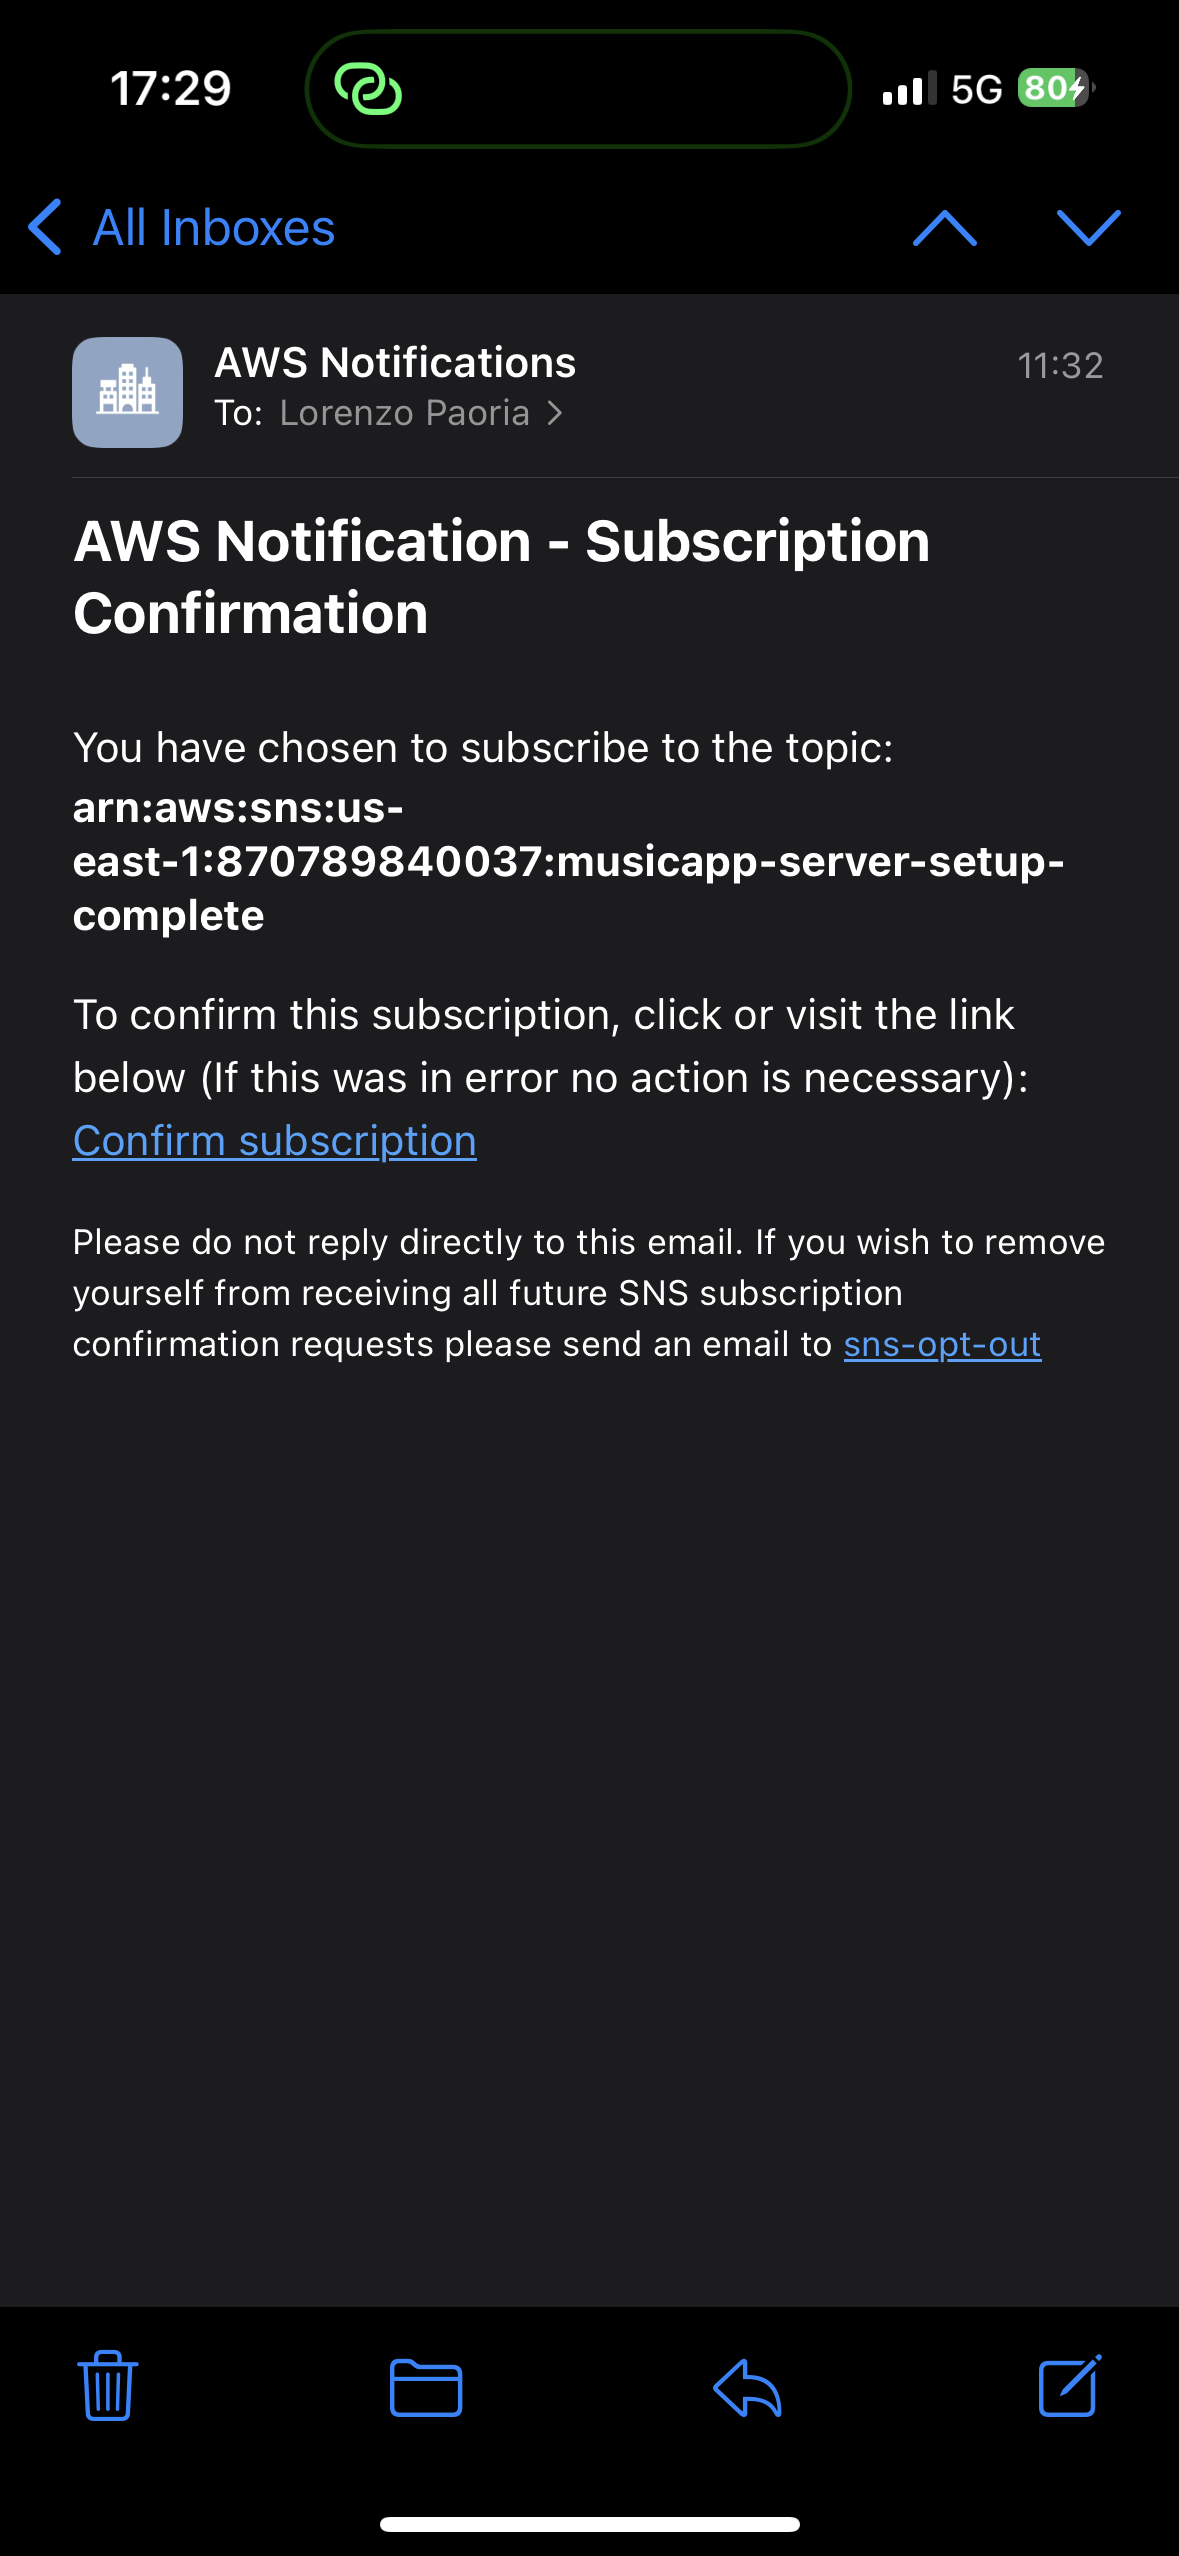 17:29
5G
80
All Inboxes
AWS Notifications
11:32
To: Lorenzo Paoria
AWS Notification - Subscription
Confirmation
You have chosen to subscribe to the topic:
arn:aws:sns:us-
east-1:870789840037:musicapp-server-setup-
complete
To confirm this subscription, click or visit the link
below (If this was in error no action is necessary):
Confirm subscription
Please do not reply directly to this email. If you wish to remove
yourself from receiving all future SNS subscription
confirmation requests please send an email to sns-opt-out